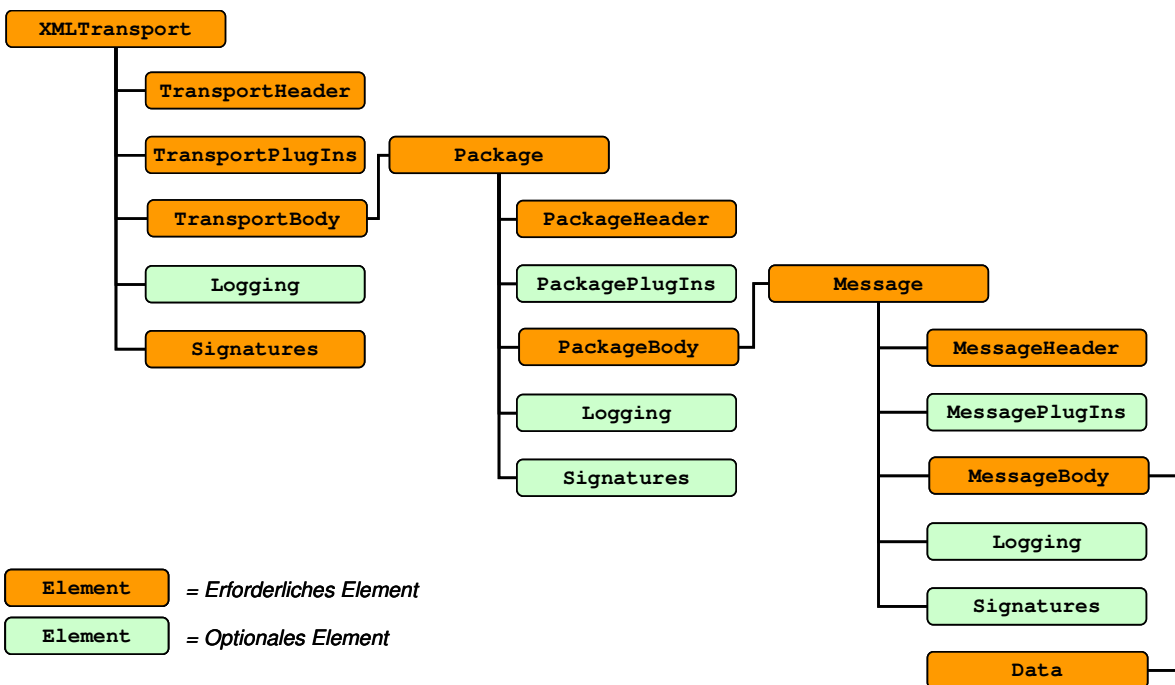 XMLTransport
TransportHeader
TransportPlugIns
TransportBody
Logging
Signatures
Package
PackageHeader
PackagePlugIns
PackageBody
Logging
Signatures
Message
MessageHeader
MessagePlugIns
MessageBody
Logging
Signatures
Data
Element = Erforderliches Element
Element = Optionales Element